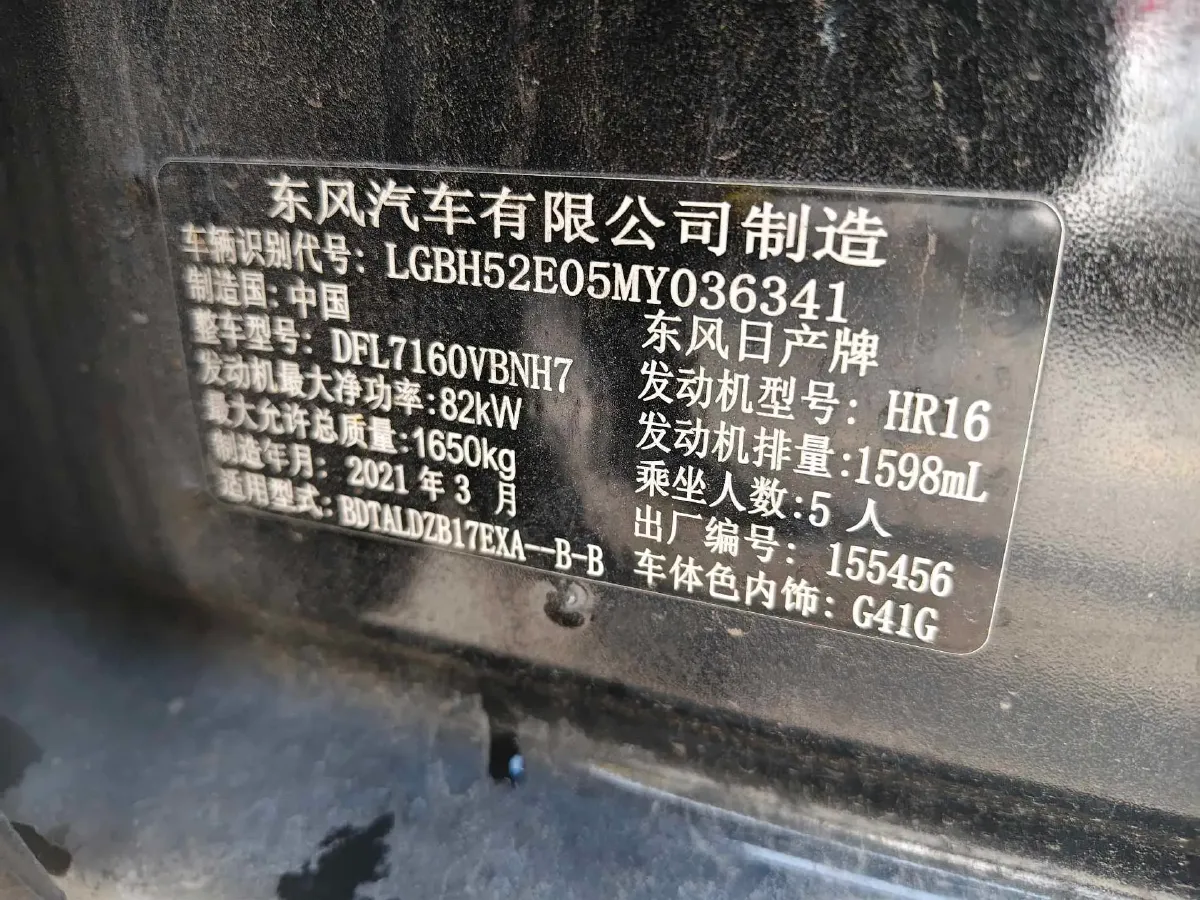 东风汽车有限公司制造
车辆识别代号: LGBH52E05MY036341
制造国: 中国 东风日产牌
整车型号: DFL7160VBNH7 发动机型号: HR16
发动机最大净功率:82kW 发动机排量:1598mL
最大允许总质量:1650kg 乘坐人数:5 人
制造年月: 2021 年 3 月 出厂编号: 155456
适用型式: BDTALDZB17EXA--B-B 车体色内饰: G41G